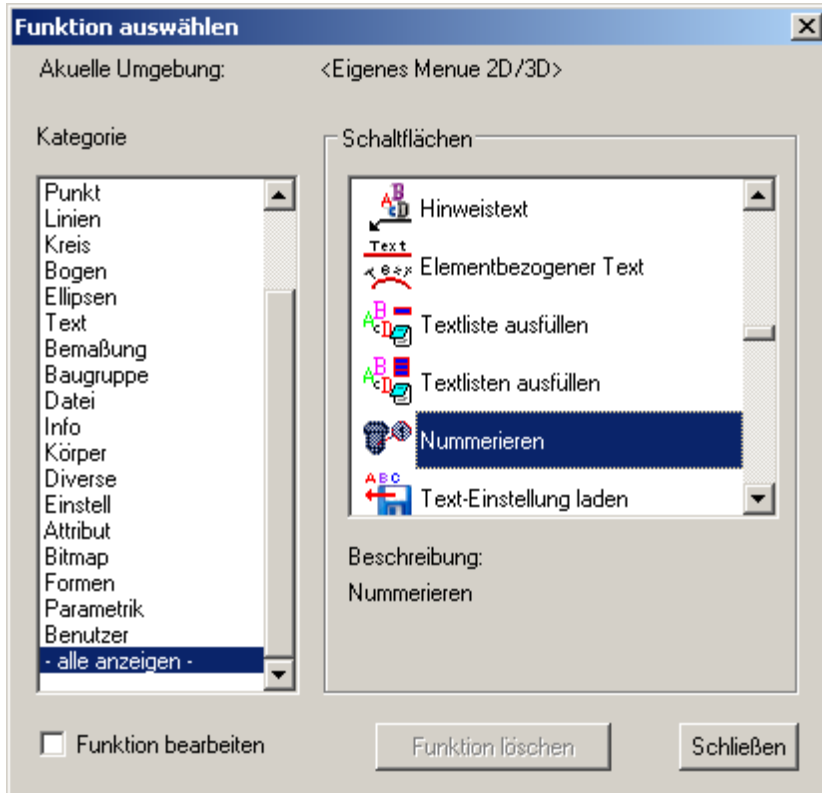 Funktion auswählen
Akuelle Umgebung: <Eigenes Menue 2D/3D>
Kategorie
Punkt
Linien
Kreis
Bogen
Ellipsen
Text
Bemaßung
Baugruppe
Datei
Info
Körper
Diverse
Einstell
Attribut
Bitmap
Formen
Parametrik
Benutzer
- alle anzeigen -
Schaltflächen
Hinweistext
Elementbezogener Text
Textliste ausfüllen
Textlisten ausfüllen
Nummerieren
Text-Einstellung laden
Beschreibung:
Nummerieren
Funktion bearbeiten
Funktion löschen
Schließen